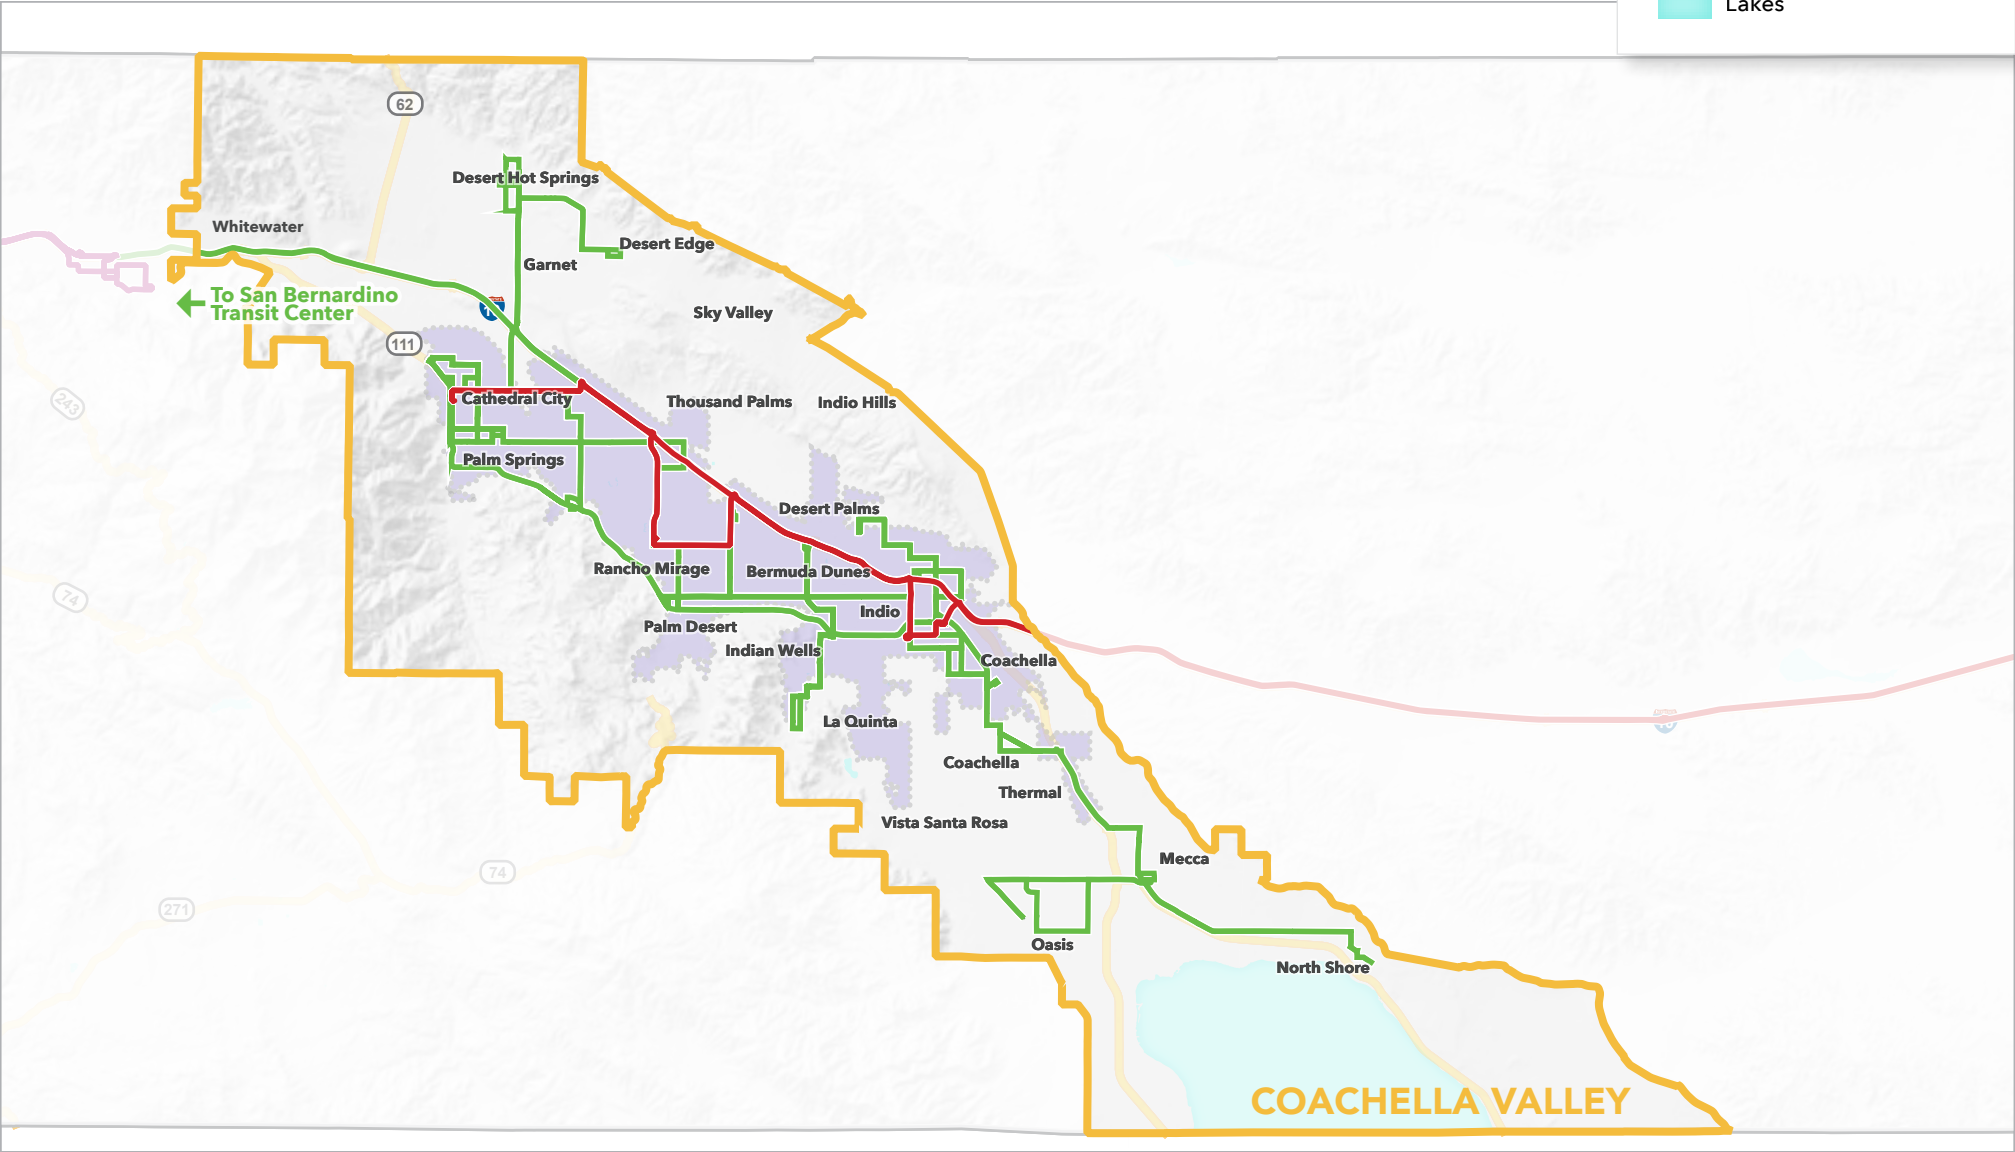 Lakes
62
Desert Hot Springs
Whitewater
Desert Edge
Garnet
To San Bernardino
Transit Center
Sky Valley
111
243
Cathedral City
Thousand Palms
Indio Hills
Palm Springs
Desert Palms
74
Rancho Mirage
Bermuda Dunes
Indio
Palm Desert
Indian Wells
Coachella
La Quinta
Coachella
Thermal
Vista Santa Rosa
Mecca
74
271
Oasis
North Shore
COACHELLA VALLEY